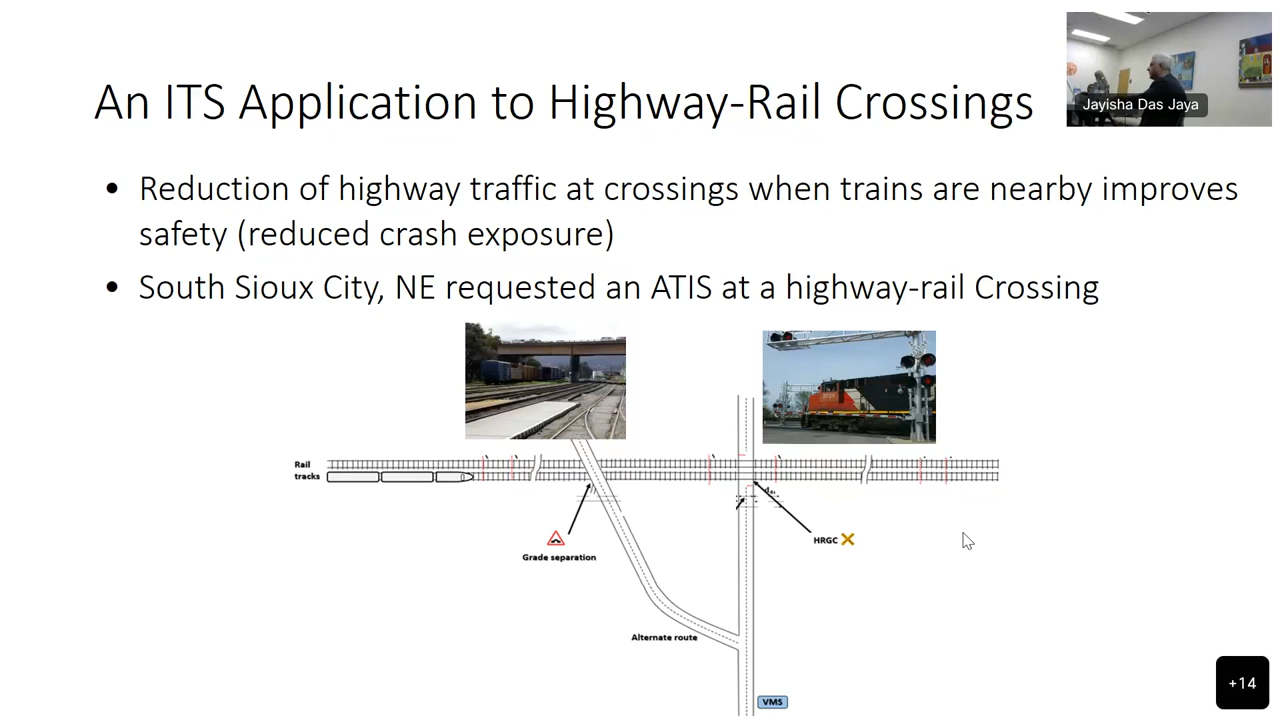 An ITS Application to Highway-Rail Crossings
Jayisha Das Jaya
• Reduction of highway traffic at crossings when trains are nearby improves
safety (reduced crash exposure)
• South Sioux City, NE requested an ATIS at a highway-rail Crossing
Rail
tracks
HRGC
Grade separation
Alternate route
+14
VMS